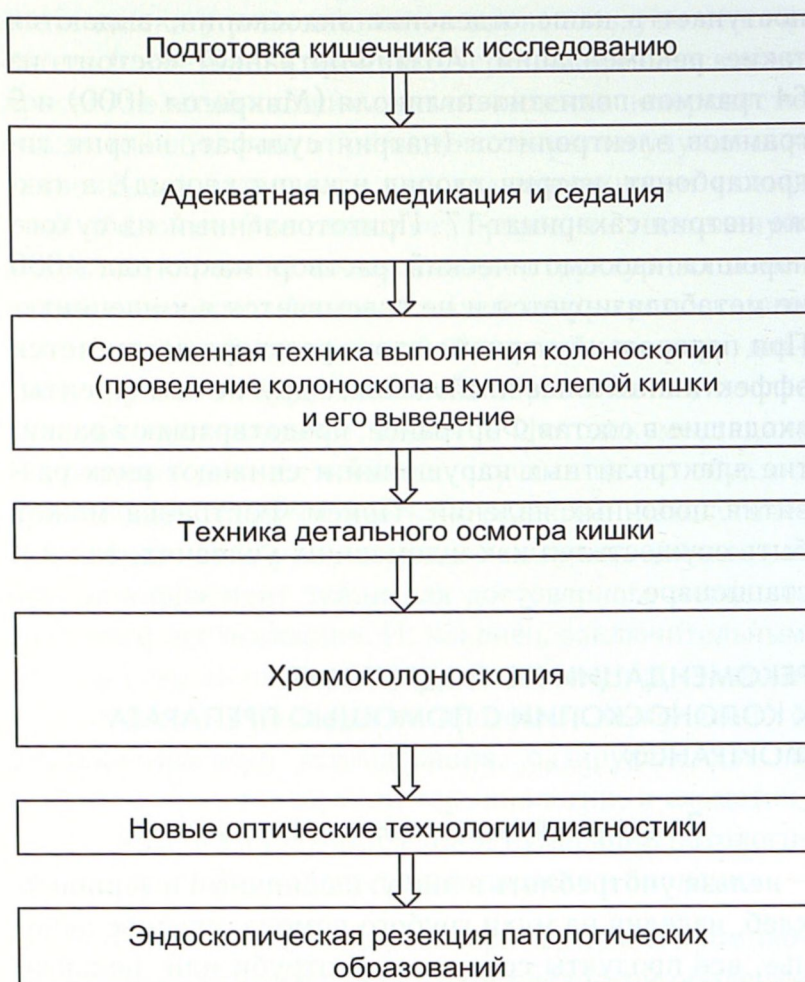 Подготовка кишечника к исследованию
Адекватная премедикация и седация
Современная техника выполнения колоноскопии
(проведение колоноскопа в купол слепой кишки
и его выведение
Техника детального осмотра кишки
Хромоколоноскопия
Новые оптические технологии диагностики
Эндоскопическая резекция патологических
образований